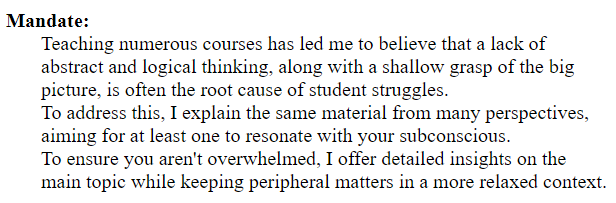 Mandate:
Teaching numerous courses has led me to believe that a lack of
abstract and logical thinking, along with a shallow grasp of the big
picture, is often the root cause of student struggles.
To address this, I explain the same material from many perspectives,
aiming for at least one to resonate with your subconscious.
To ensure you aren't overwhelmed, I offer detailed insights on the
main topic while keeping peripheral matters in a more relaxed context.